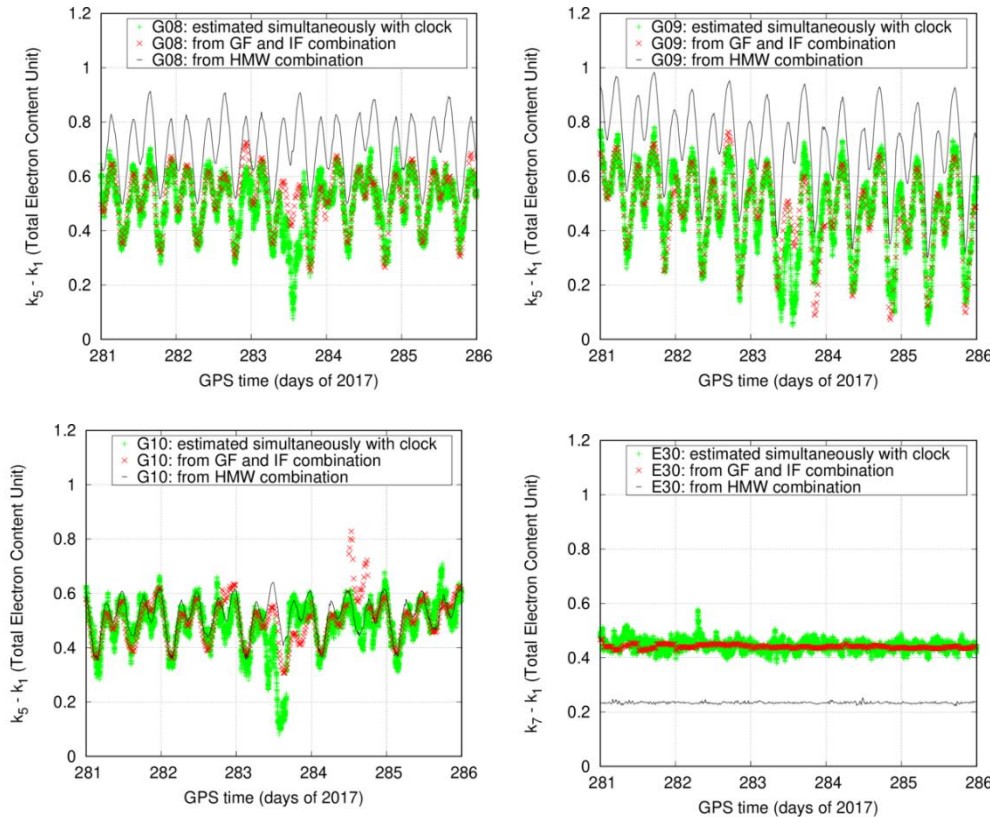 G08: estimated simultaneously with clock
G08: from GF and IF combination
G08: from HMW combination
k5 - k1 (Total Electron Content Unit)
1.2
1
0.8
0.6
0.4
0.2
0
281 282 283 284 285 286
GPS time (days of 2017)
G09: estimated simultaneously with clock
G09: from GF and IF combination
G09: from HMW combination
k5 - k1 (Total Electron Content Unit)
1.2
1
0.8
0.6
0.4
0.2
0
281 282 283 284 285 286
GPS time (days of 2017)
G10: estimated simultaneously with clock
G10: from GF and IF combination
G10: from HMW combination
k5 - k1 (Total Electron Content Unit)
1.2
1
0.8
0.6
0.4
0.2
0
281 282 283 284 285 286
GPS time (days of 2017)
E30: estimated simultaneously with clock
E30: from GF and IF combination
E30: from HMW combination
k7 - k1 (Total Electron Content Unit)
1.2
1
0.8
0.6
0.4
0.2
0
281 282 283 284 285 286
GPS time (days of 2017)